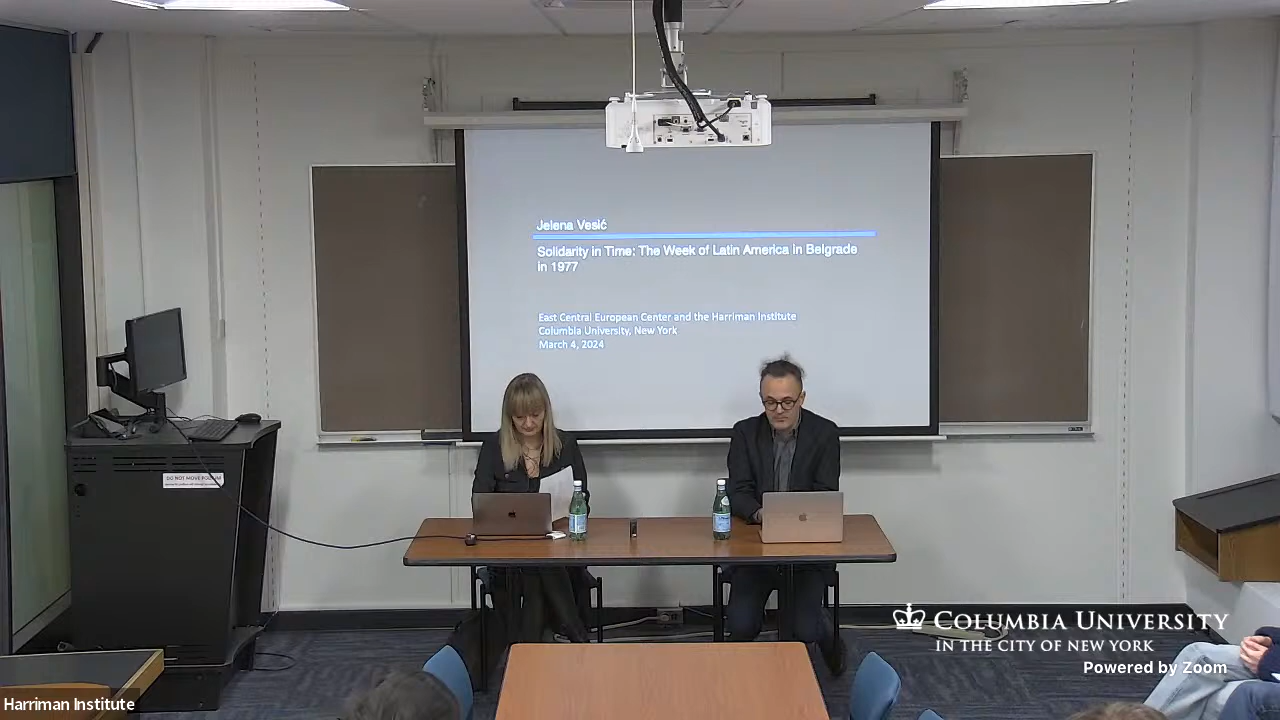 Jelena Vesić
Solidarity in Time: The Week of Latin America in Belgrade
in 1977
East Central European Center and the Harriman Institute
Columbia University, New York
March 4, 2024
DO NOT MOVE PODIUM
COLUMBIA UNIVERSITY
IN THE CITY OF NEW YORK
Powered by Zoom
Harriman Institute